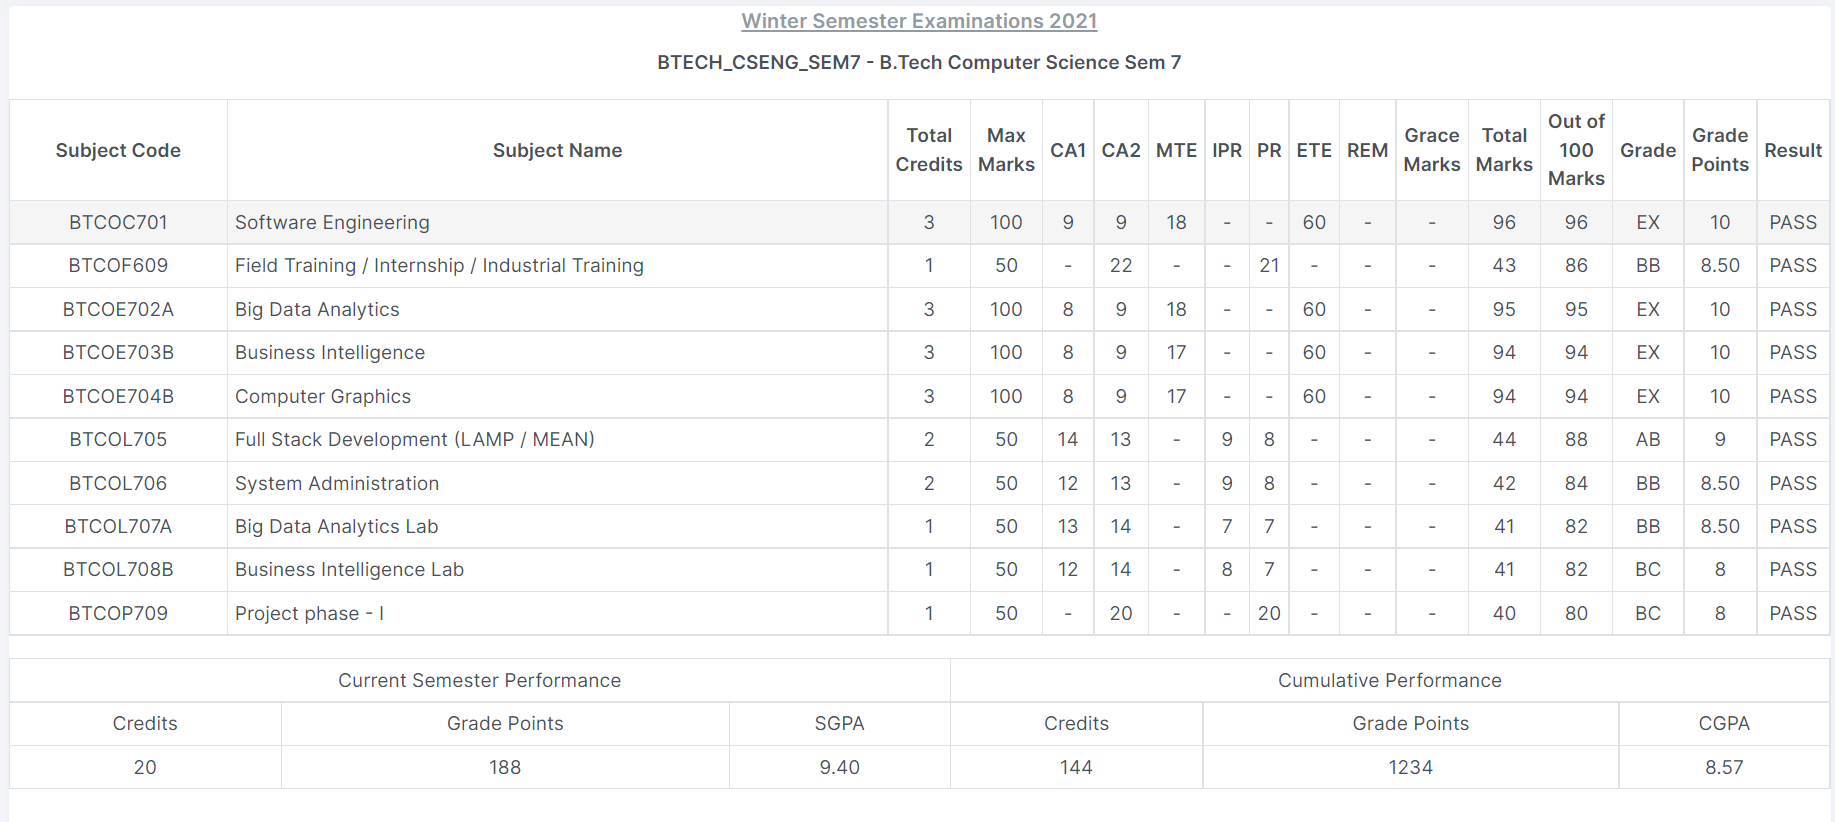 Winter Semester Examinations 2021
BTECH_CSENG_SEM7 - B.Tech Computer Science Sem 7
Subject Code Subject Name Total Credits Max Marks CA1 CA2 MTE IPR PR ETE REM Grace Marks Total Marks Out of 100 Marks Grade Grade Points Result
BTCOC701 Software Engineering 3 100 9 9 18 - - 60 - - 96 96 EX 10 PASS
BTCOF609 Field Training / Internship / Industrial Training 1 50 - 22 - - 21 - - - 43 86 BB 8.50 PASS
BTCOE702A Big Data Analytics 3 100 8 9 18 - - 60 - - 95 95 EX 10 PASS
BTCOE703B Business Intelligence 3 100 8 9 17 - - 60 - - 94 94 EX 10 PASS
BTCOE704B Computer Graphics 3 100 8 9 17 - - 60 - - 94 94 EX 10 PASS
BTCOL705 Full Stack Development (LAMP / MEAN) 2 50 14 13 - 9 8 - - - 44 88 AB 9 PASS
BTCOL706 System Administration 2 50 12 13 - 9 8 - - - 42 84 BB 8.50 PASS
BTCOL707A Big Data Analytics Lab 1 50 13 14 - 7 7 - - - 41 82 BB 8.50 PASS
BTCOL708B Business Intelligence Lab 1 50 12 14 - 8 7 - - - 41 82 BC 8 PASS
BTCOP709 Project phase - I 1 50 - 20 - - 20 - - - 40 80 BC 8 PASS
Current Semester Performance Cumulative Performance
Credits Grade Points SGPA Credits Grade Points CGPA
20 188 9.40 144 1234 8.57